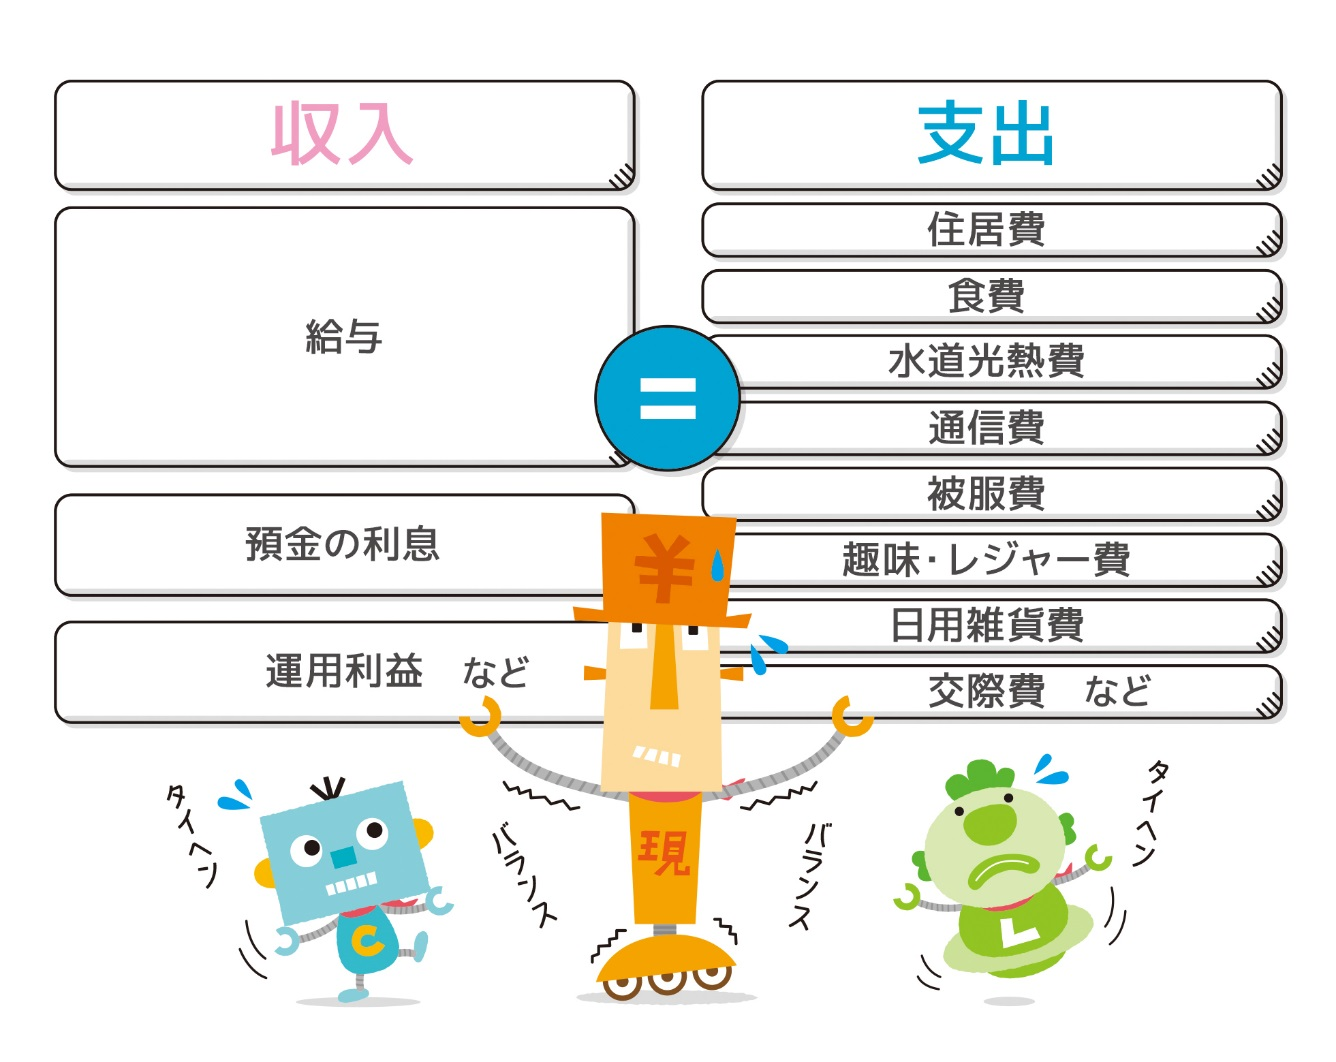 収入
給与
預金の利息
運用利益　など
=
支出
住居費
食費
水道光熱費
通信費
被服費
趣味・レジャー費
日用雑貨費
交際費　など
¥
現
タイヘン
バランス
バランス
タイヘン
C
L